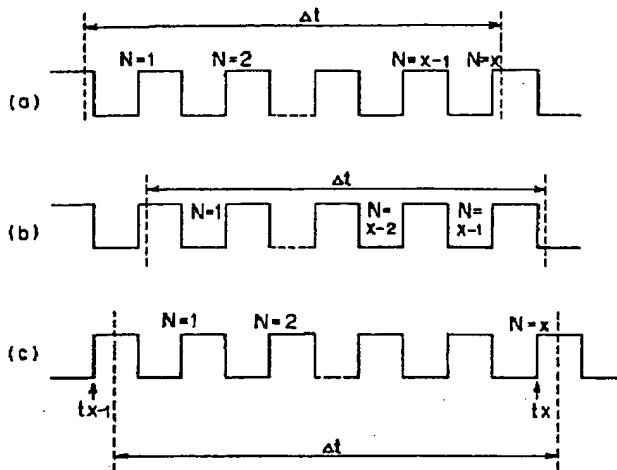 Δt
N=1 N=2 N=x-1 N=x
(a)
Δt
N=1 N= x-2 N= x-1
(b)
N=1 N=2 N=x
(c)
tx-1 tx
Δt